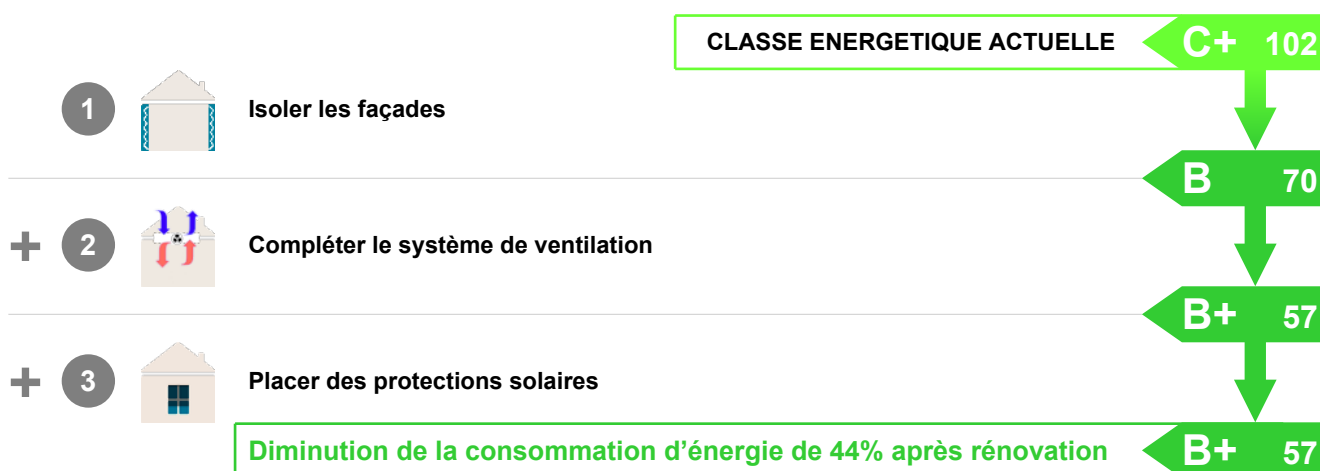 CLASSE ENERGETIQUE ACTUELLE C+ 102
1 Isoler les façades
B 70
+ 2 Compléter le système de ventilation
B+ 57
+ 3 Placer des protections solaires
Diminution de la consommation d’énergie de 44% après rénovation B+ 57